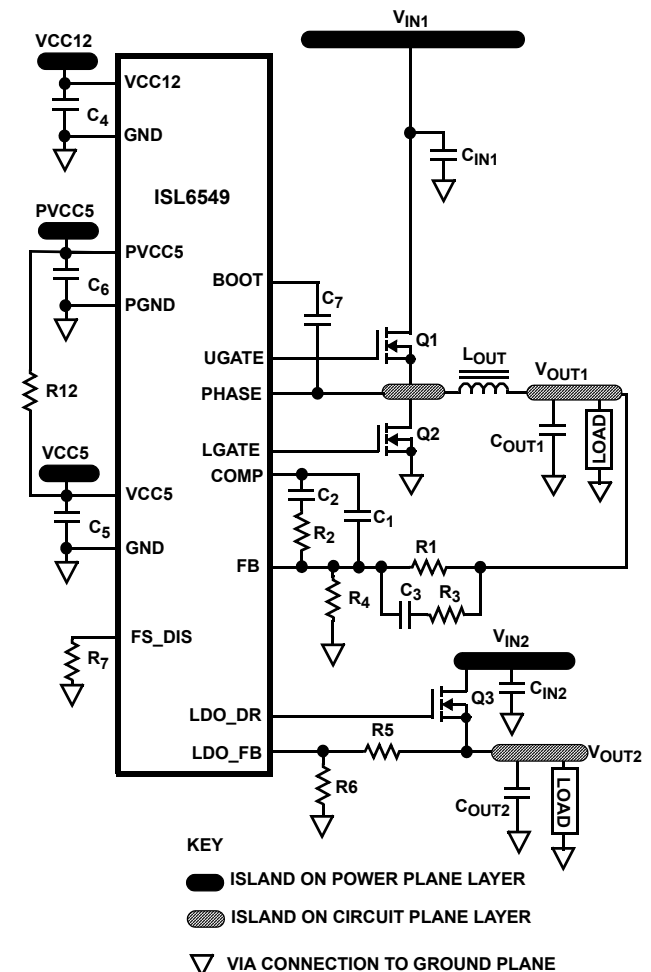 VIN1
VCC12
VCC12
C4
GND
CIN1
ISL6549
PVCC5
PVCC5
C6
PGND
BOOT
C7
Q1
UGATE
LOUT
VOUT1
PHASE
R12
Q2
COUT1
LOAD
LGATE
VCC5
COMP
VCC5
C2
C1
C5
R2
GND
FB
R1
R4
C3
R3
FS_DIS
R7
VIN2
Q3
CIN2
LDO_DR
R5
LDO_FB
VOUT2
R6
COUT2
LOAD
KEY
ISLAND ON POWER PLANE LAYER
ISLAND ON CIRCUIT PLANE LAYER
VIA CONNECTION TO GROUND PLANE